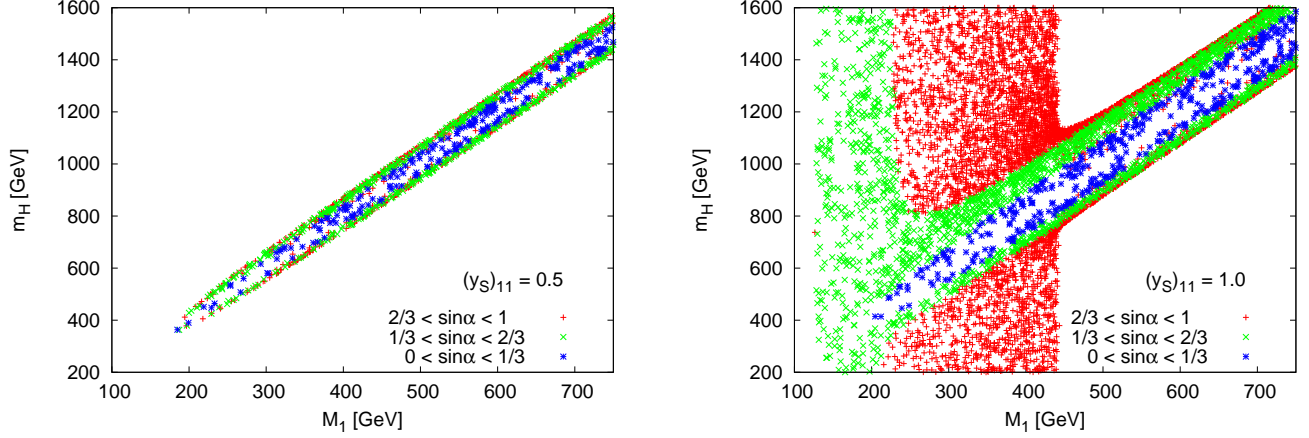 1600
1400
1200
1000
800
600
400
200
m_H [GeV]
(y_S)_11 = 0.5
2/3 < sinα < 1
1/3 < sinα < 2/3
0 < sinα < 1/3
100 200 300 400 500 600 700
M_1 [GeV]
1600
1400
1200
1000
800
600
400
200
m_H [GeV]
(y_S)_11 = 1.0
2/3 < sinα < 1
1/3 < sinα < 2/3
0 < sinα < 1/3
100 200 300 400 500 600 700
M_1 [GeV]